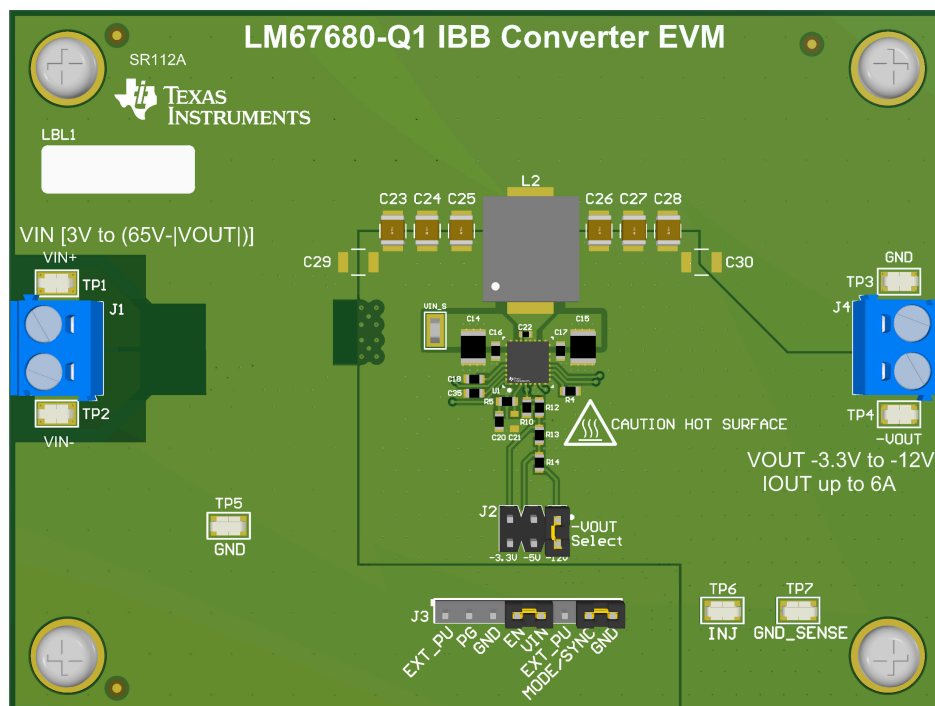 LM67680-Q1 IBB Converter EVM
SR112A
TEXAS
INSTRUMENTS
LBL1
L2
C23 C24 C25
C26 C27 C28
VIN [3V to (65V-|VOUT|)]
C29
C30
VIN+
TP1
GND
TP3
J1
J4
VIN_S
C14
C16
C22
C17
C15
C18
C35
U1
R5
R4
R10
R12
C20
C21
R13
R14
CAUTION HOT SURFACE
TP2
VIN-
TP4
-VOUT
VOUT -3.3V to -12V
IOUT up to 6A
TP5
GND
J2
-VOUT
Select
-3.3V
-5V
-12V
J3
EXT_PU
PG
GND
EN
VIN
EXT_PU
MODE/SYNC
GND
TP6
INJ
TP7
GND_SENSE